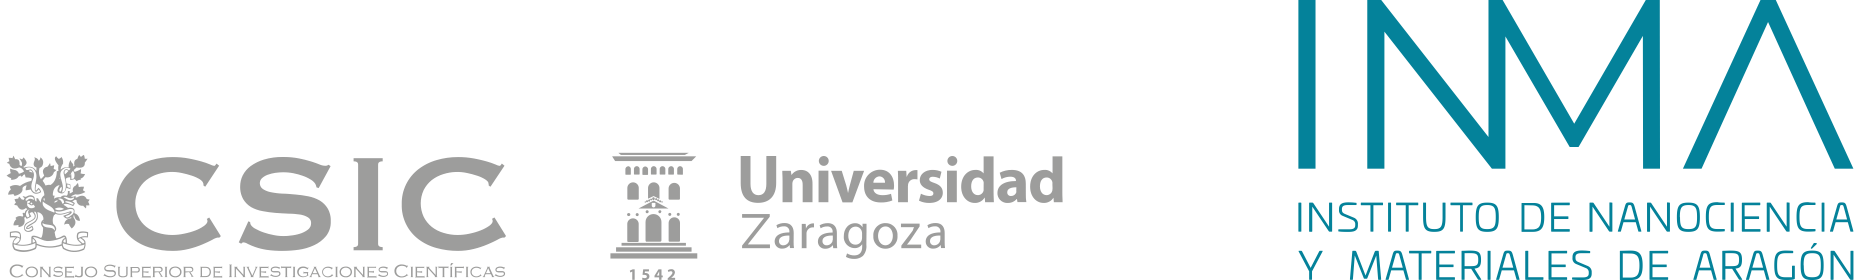 CSIC
CONSEJO SUPERIOR DE INVESTIGACIONES CIENTÍFICAS
1542
Universidad
Zaragoza
INMA
INSTITUTO DE NANOCIENCIA
Y MATERIALES DE ARAGÓN